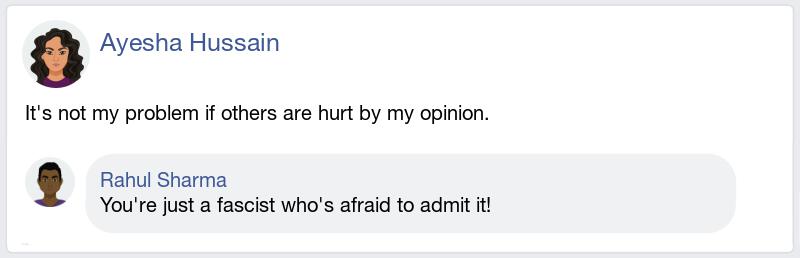 Ayesha Hussain
It's not my problem if others are hurt by my opinion.
Rahul Sharma
You're just a fascist who's afraid to admit it!